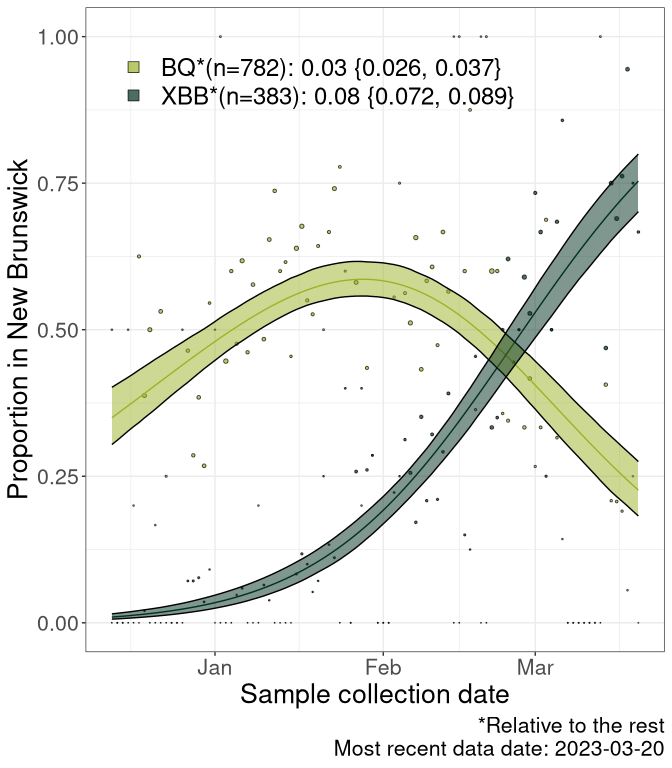 1.00
0.75
0.50
0.25
0.00
Proportion in New Brunswick
BQ*(n=782): 0.03 {0.026, 0.037}
XBB*(n=383): 0.08 {0.072, 0.089}
Jan Feb Mar
Sample collection date
*Relative to the rest
Most recent data date: 2023-03-20